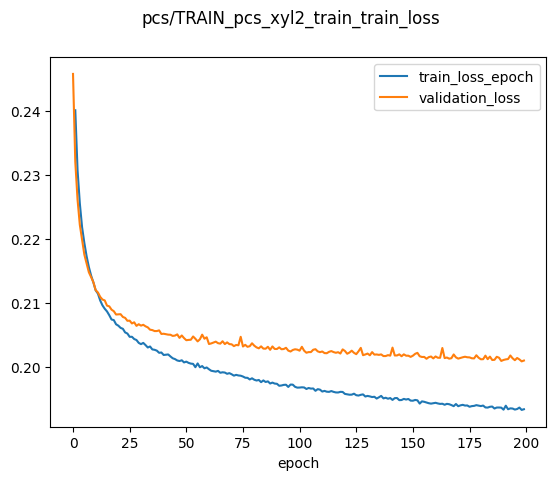 pcs/TRAIN_pcs_xyl2_train_train_loss
train_loss_epoch
validation_loss
0.24
0.23
0.22
0.21
0.20
0 25 50 75 100 125 150 175 200
epoch